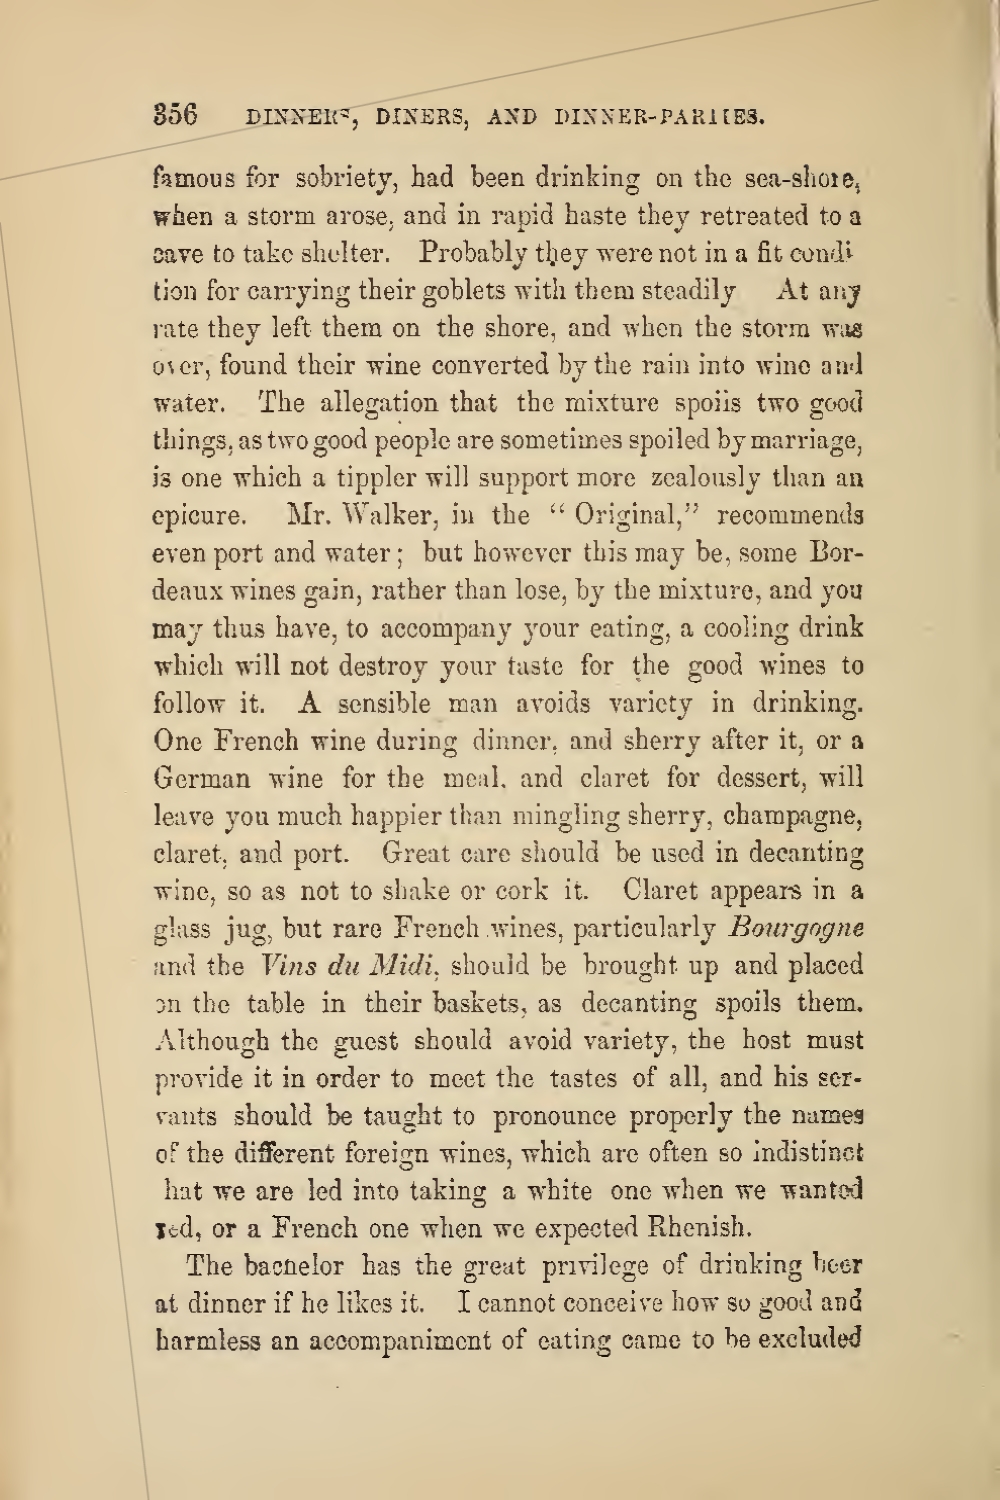 356 DINNERS, DINERS, AND DINNER-PARTIES.
famous for sobriety, had been drinking on the sea-shore,
when a storm arose, and in rapid haste they retreated to a
cave to take shelter. Probably they were not in a fit condi
tion for carrying their goblets with them steadily At any
rate they left them on the shore, and when the storm was
over, found their wine converted by the rain into wine and
water. The allegation that the mixture spoils two good
things, as two good people are sometimes spoiled by marriage,
is one which a tippler will support more zealously than an
epicure. Mr. Walker, in the “Original,” recommends
even port and water; but however this may be, some Bor-
deaux wines gain, rather than lose, by the mixture, and you
may thus have, to accompany your eating, a cooling drink
which will not destroy your taste for the good wines to
follow it. A sensible man avoids variety in drinking.
One French wine during dinner, and sherry after it, or a
German wine for the meal, and claret for dessert, will
leave you much happier than mingling sherry, champagne,
claret, and port. Great care should be used in decanting
wine, so as not to shake or cork it. Claret appears in a
glass jug, but rare French wines, particularly Bourgogne
and the Vins du Midi, should be brought up and placed
on the table in their baskets, as decanting spoils them.
Although the guest should avoid variety, the host must
provide it in order to meet the tastes of all, and his ser-
vants should be taught to pronounce properly the names
of the different foreign wines, which are often so indistinct
hat we are led into taking a white one when we wanted
red, or a French one when we expected Rhenish.
The bachelor has the great privilege of drinking beer
at dinner if he likes it. I cannot conceive how so good and
harmless an accompaniment of eating came to be excluded